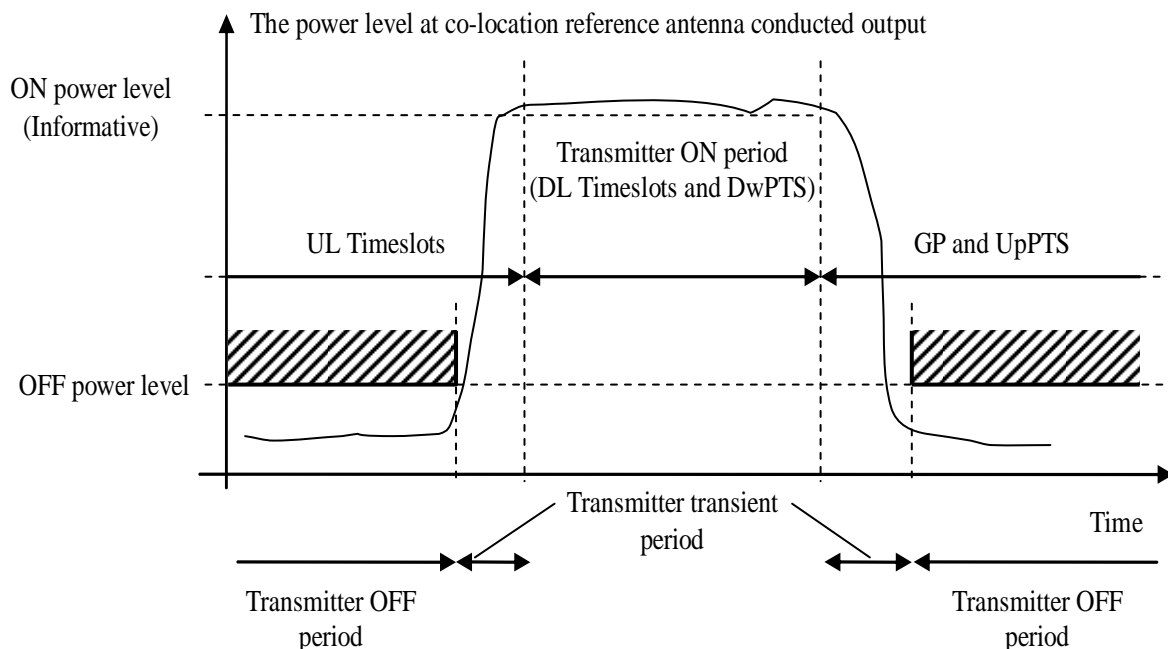 The power level at co-location reference antenna conducted output
ON power level
(Informative)
Transmitter ON period
(DL Timeslots and DwPTS)
UL Timeslots
GP and UpPTS
OFF power level
Transmitter transient
period
Time
Transmitter OFF
period
Transmitter OFF
period